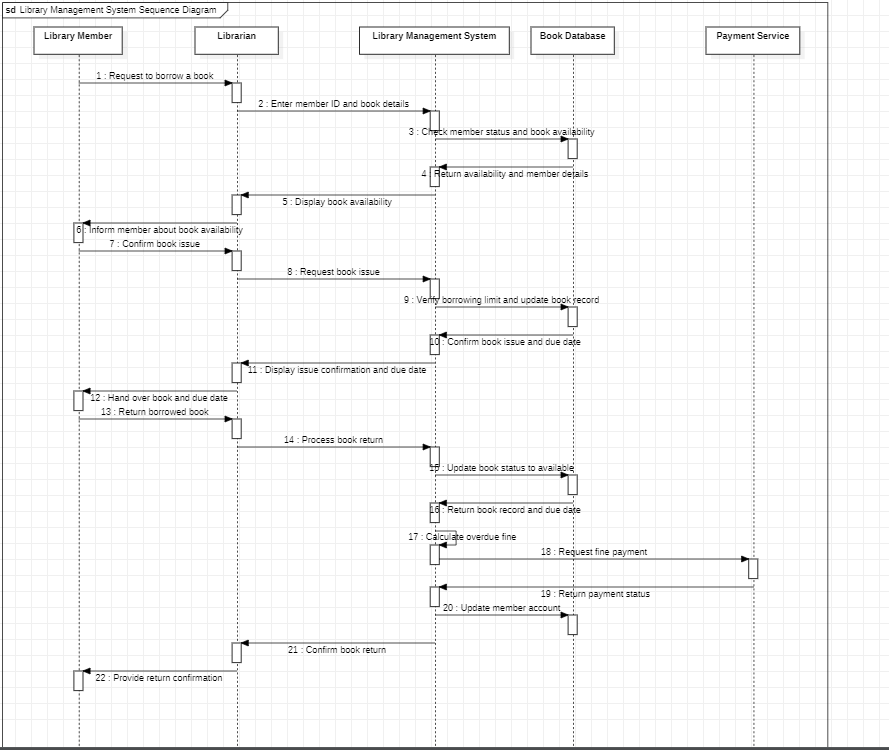 sd Library Management System Sequence Diagram
Library Member
Librarian
Library Management System
Book Database
Payment Service
1 : Request to borrow a book
2 : Enter member ID and book details
3 : Check member status and book availability
4 : Return availability and member details
5 : Display book availability
6 : Inform member about book availability
7 : Confirm book issue
8 : Request book issue
9 : Verify borrowing limit and update book record
10 : Confirm book issue and due date
11 : Display issue confirmation and due date
12 : Hand over book and due date
13 : Return borrowed book
14 : Process book return
15 : Update book status to available
16 : Return book record and due date
17 : Calculate overdue fine
18 : Request fine payment
19 : Return payment status
20 : Update member account
21 : Confirm book return
22 : Provide return confirmation